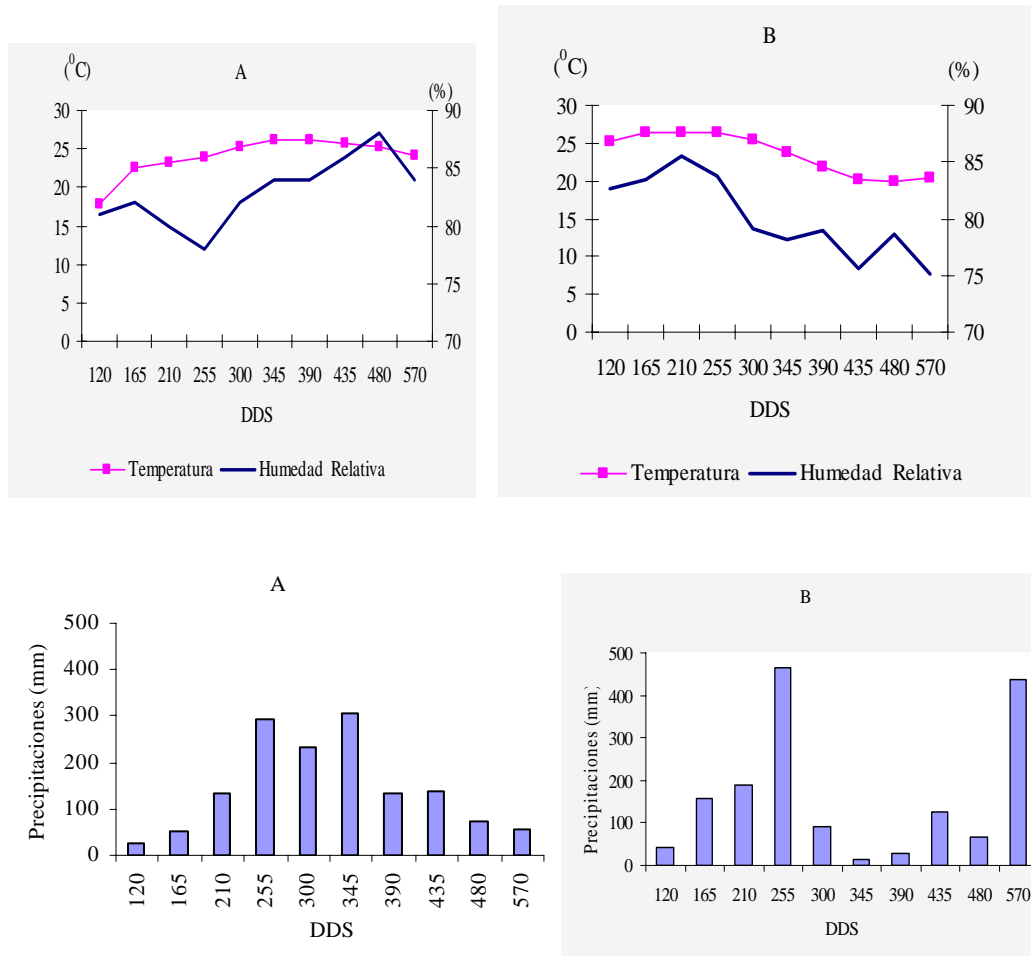 A
(⁰C)
(%)
30
25
20
15
10
5
0
90
85
80
75
70
120 165 210 255 300 345 390 435 480 570
DDS
Temperatura Humedad Relativa
B
(⁰C)
(%)
30
25
20
15
10
5
0
90
85
80
75
70
120 165 210 255 300 345 390 435 480 570
DDS
Temperatura Humedad Relativa
A
Precipitaciones (mm)
500
400
300
200
100
0
120 165 210 255 300 345 390 435 480 570
DDS
B
Precipitaciones (mm)
500
400
300
200
100
0
120 165 210 255 300 345 390 435 480 570
DDS